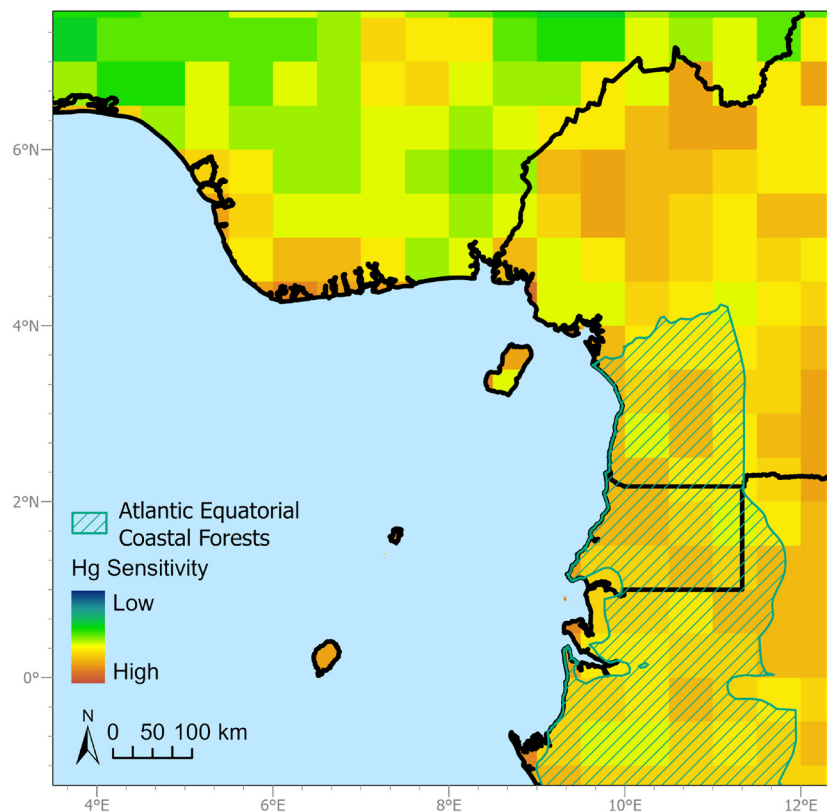 6°N
4°N
2°N
0°
Atlantic Equatorial
Coastal Forests
Hg Sensitivity
Low
High
N
0 50 100 km
4°E 6°E 8°E 10°E 12°E